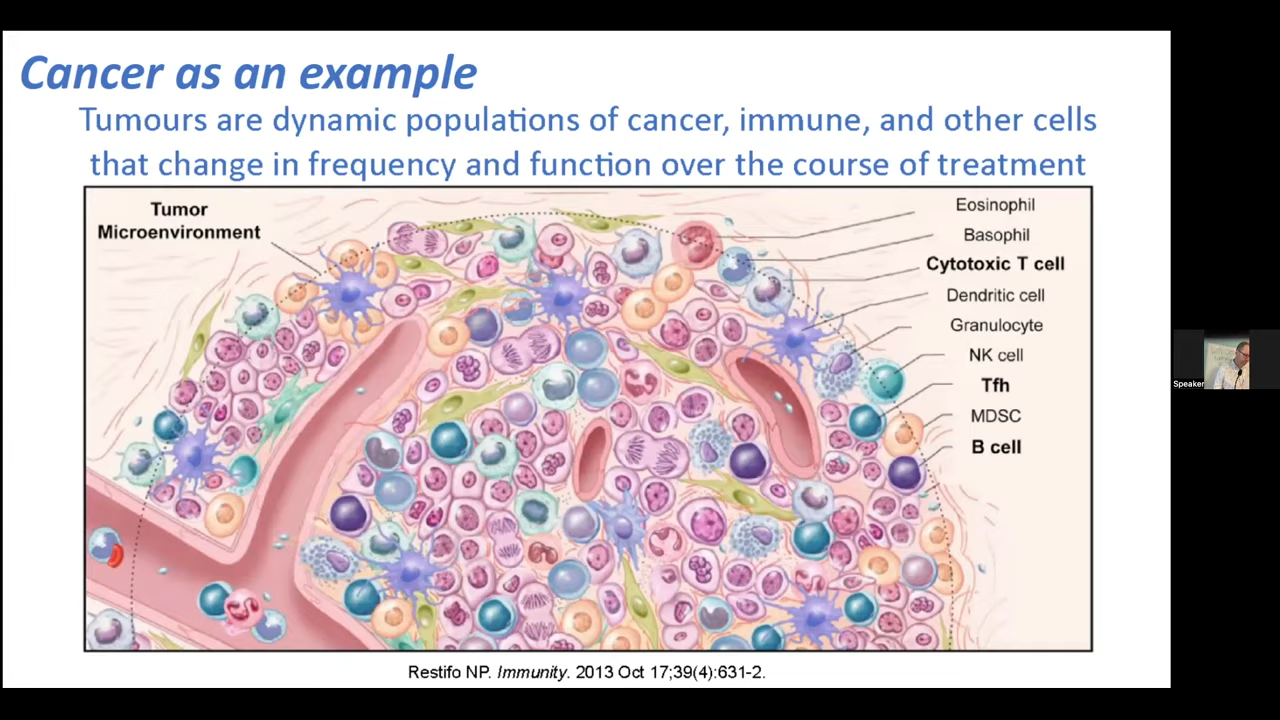 Cancer as an example
Tumours are dynamic populations of cancer, immune, and other cells
that change in frequency and function over the course of treatment
Tumor
Microenvironment
Eosinophil
Basophil
Cytotoxic T cell
Dendritic cell
Granulocyte
NK cell
Tfh
MDSC
B cell
Restifo NP. Immunity. 2013 Oct 17;39(4):631-2.
Speaker